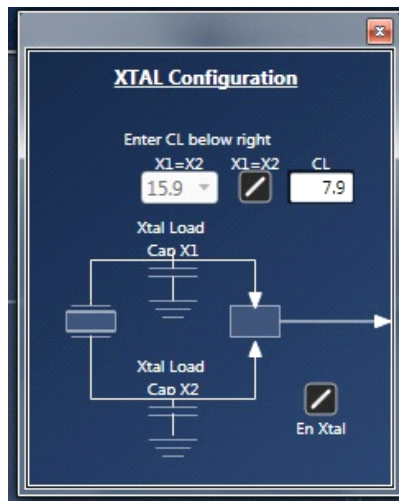 XTAL Configuration
Enter CL below right
X1=X2 X1=X2 CL
15.9 7.9
Xtal Load
Cap X1
Xtal Load
Cap X2
En Xtal